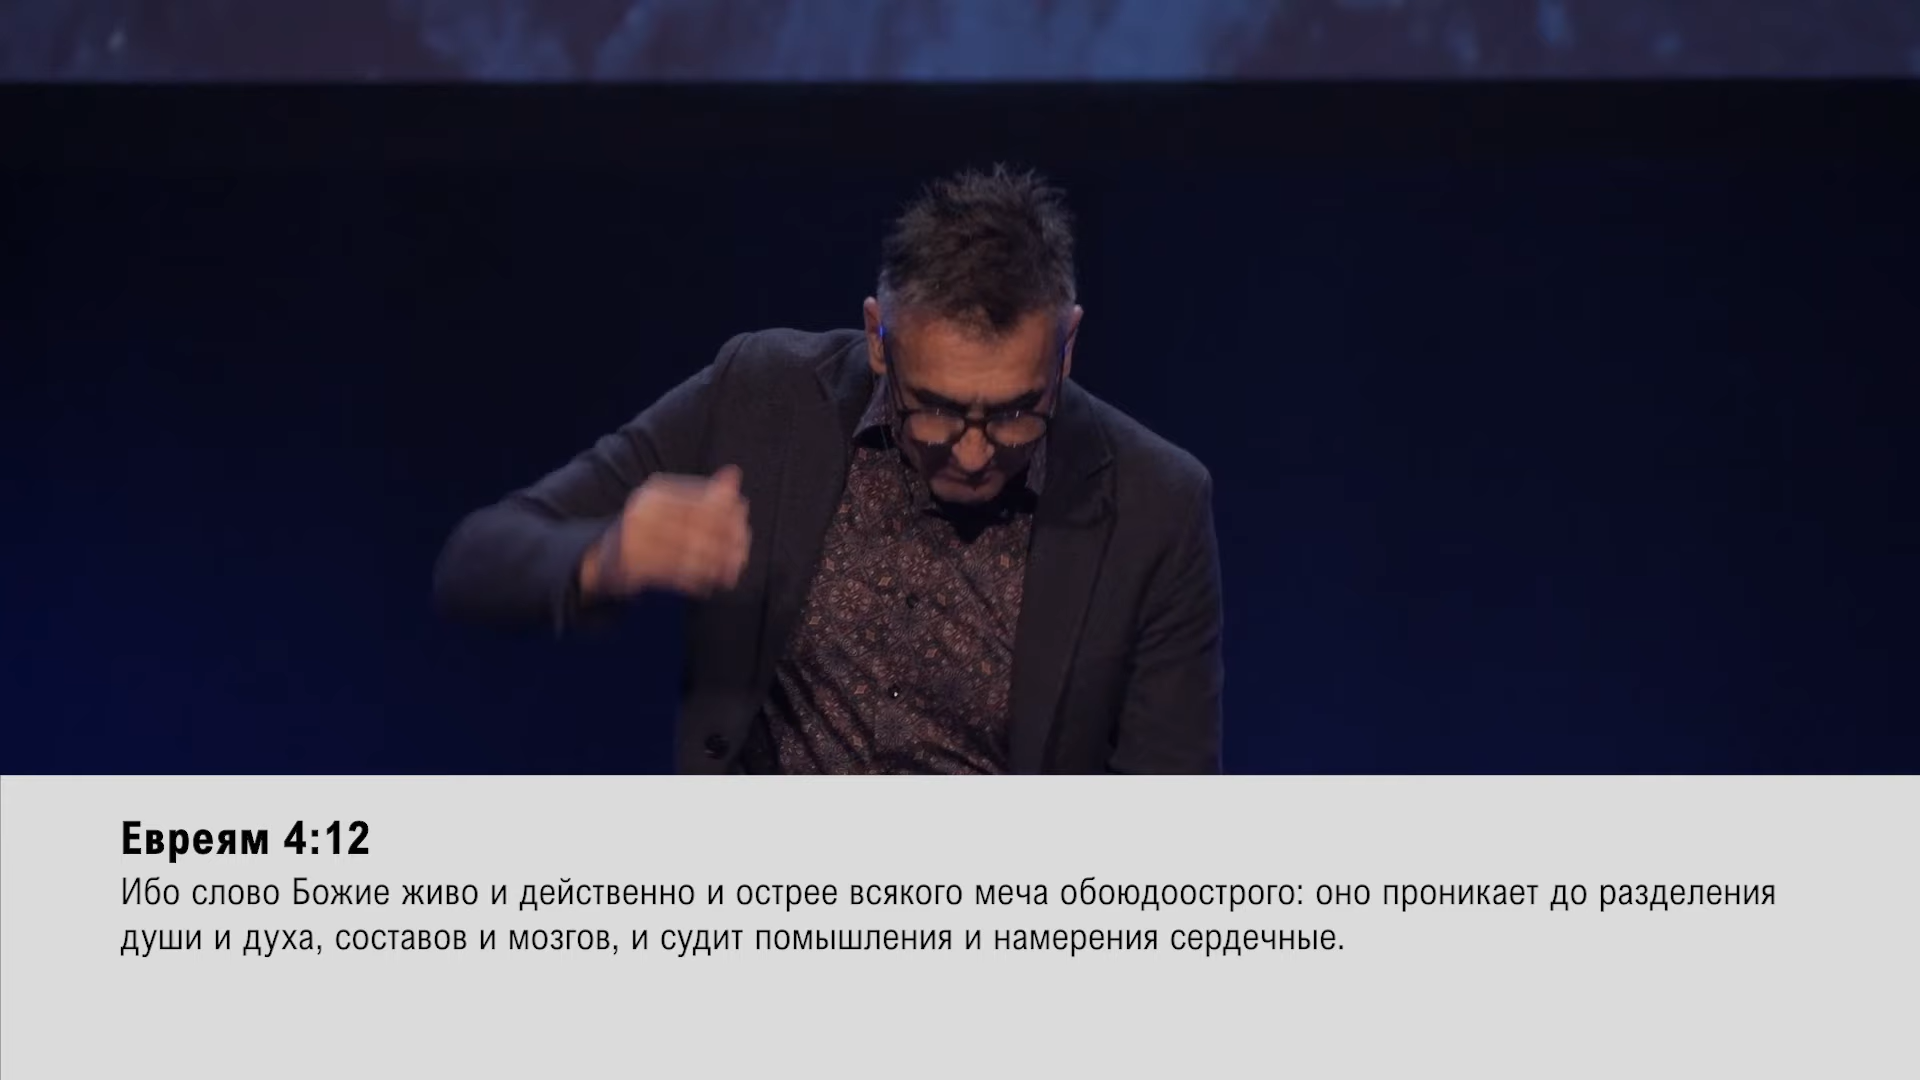 Евреям 4:12
Ибо слово Божие живо и действенно и острее всякого меча обоюдоострого: оно проникает до разделения
души и духа, составов и мозгов, и судит помышления и намерения сердечные.